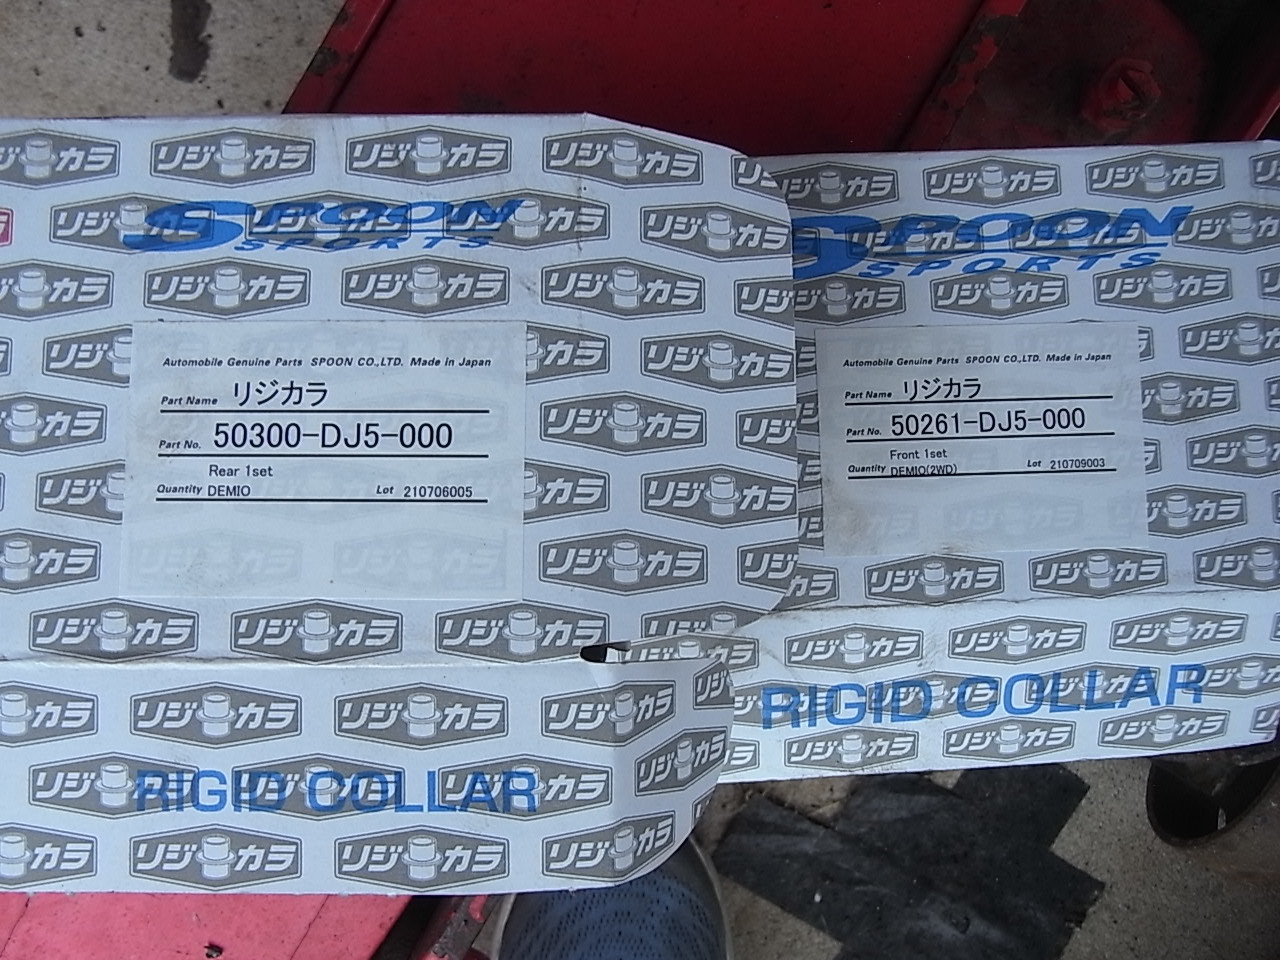 SPOON
SPORTS
Automobile Genuine Parts SPOON CO.,LTD. Made in Japan
Part Name リジカラ
Part No. 50300-DJ5-000
Rear 1set
Quantity DEMIO Lot 210706005
RIGID COLLAR
SPOON
SPORTS
Automobile Genuine Parts SPOON CO.,LTD. Made in Japan
Part Name リジカラ
Part No. 50261-DJ5-000
Front 1set
Quantity DEMIO(2WD) Lot 210709003
RIGID COLLAR
リジカラ